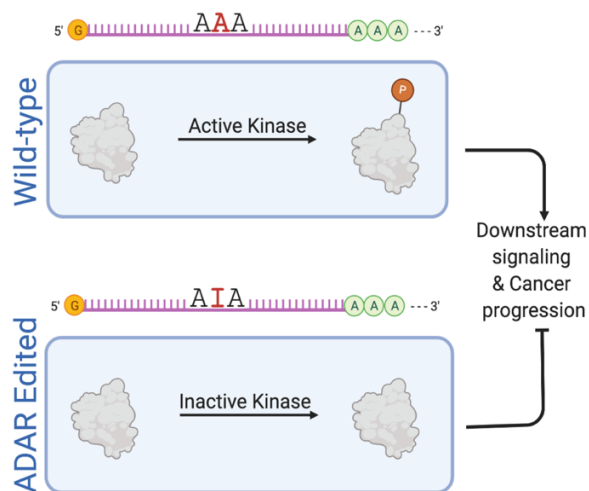 5' G AAA A A A ---3'
Wild-type
P
Active Kinase
Downstream
signaling
& Cancer
progression
5' G AIA A A A ---3'
ADAR Edited
Inactive Kinase